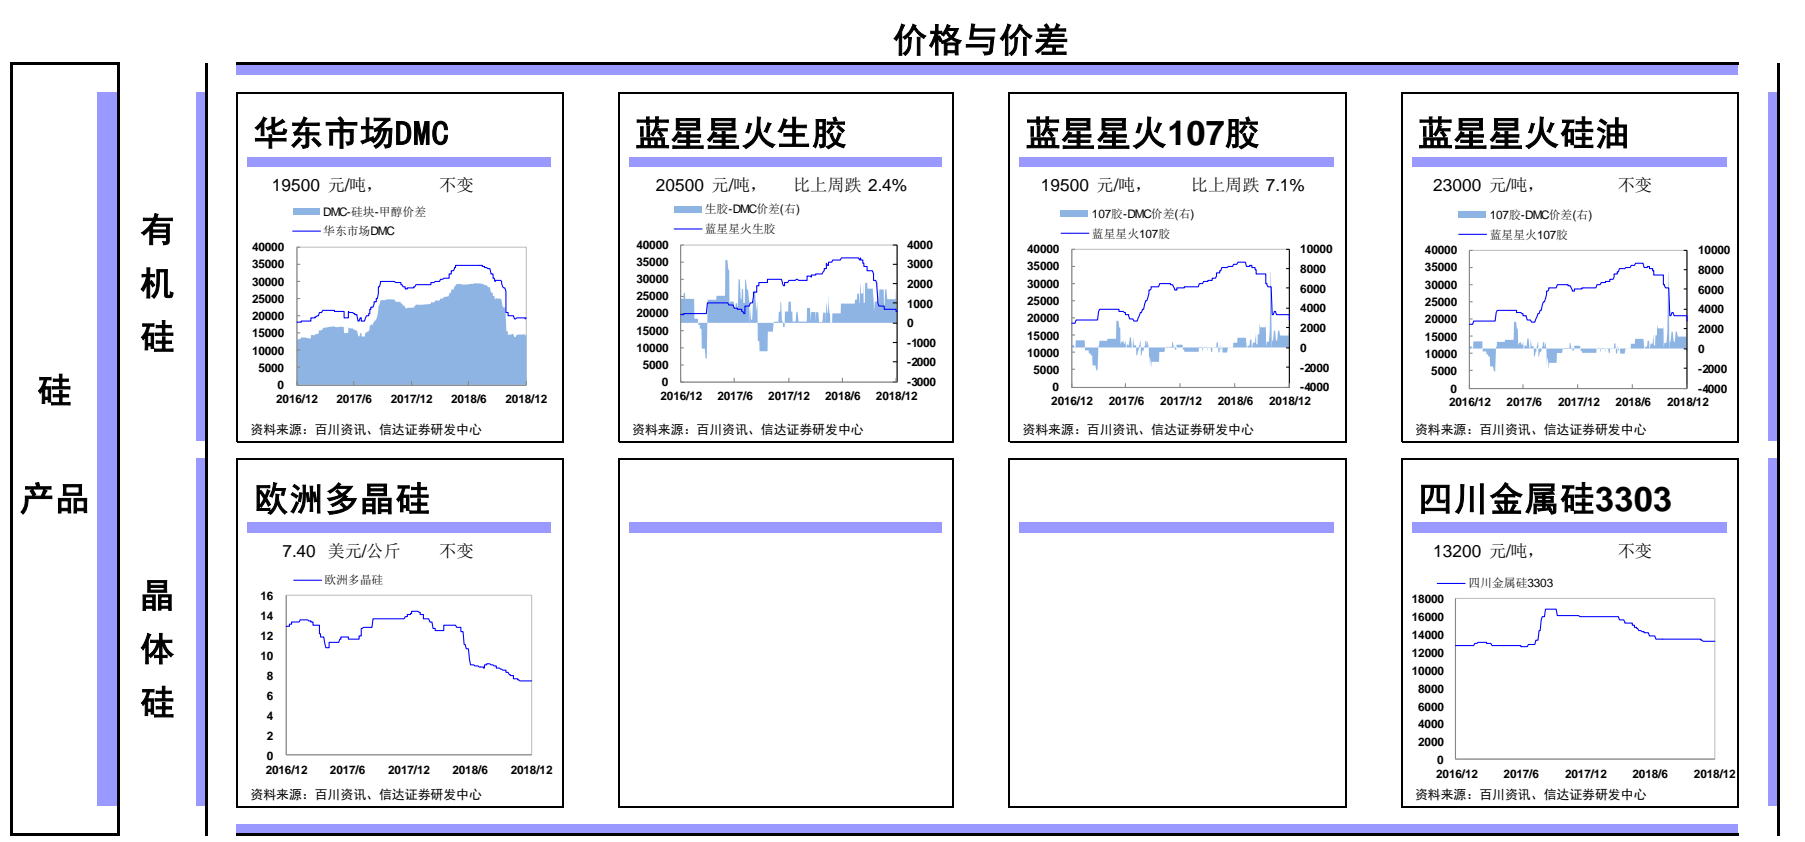 价格与价差
硅
产品
有
机
硅
华东市场DMC
19500 元/吨， 不变
DMC-硅块-甲醇价差
华东市场DMC
40000
35000
30000
25000
20000
15000
10000
5000
0
2016/12 2017/6 2017/12 2018/6 2018/12
资料来源：百川资讯、信达证券研发中心
蓝星星火生胶
20500 元/吨， 比上周跌 2.4%
生胶-DMC价差(右)
蓝星星火生胶
40000 4000
35000 3000
30000 2000
25000 1000
20000 0
15000 -1000
10000 -2000
5000 -3000
0
2016/12 2017/6 2017/12 2018/6 2018/12
资料来源：百川资讯、信达证券研发中心
蓝星星火107胶
19500 元/吨， 比上周跌 7.1%
107胶-DMC价差(右)
蓝星星火107胶
40000 10000
35000 8000
30000 6000
25000 4000
20000 2000
15000 0
10000 -2000
5000 -4000
0
2016/12 2017/6 2017/12 2018/6 2018/12
资料来源：百川资讯、信达证券研发中心
蓝星星火硅油
23000 元/吨， 不变
107胶-DMC价差(右)
蓝星星火107胶
40000 10000
35000 8000
30000 6000
25000 4000
20000 2000
15000 0
10000 -2000
5000 -4000
0
2016/12 2017/6 2017/12 2018/6 2018/12
资料来源：百川资讯、信达证券研发中心
晶
体
硅
欧洲多晶硅
7.40 美元/公斤 不变
欧洲多晶硅
16
14
12
10
8
6
4
2
0
2016/12 2017/6 2017/12 2018/6 2018/12
资料来源：百川资讯、信达证券研发中心
四川金属硅3303
13200 元/吨， 不变
四川金属硅3303
18000
16000
14000
12000
10000
8000
6000
4000
2000
0
2016/12 2017/6 2017/12 2018/6 2018/12
资料来源：百川资讯、信达证券研发中心